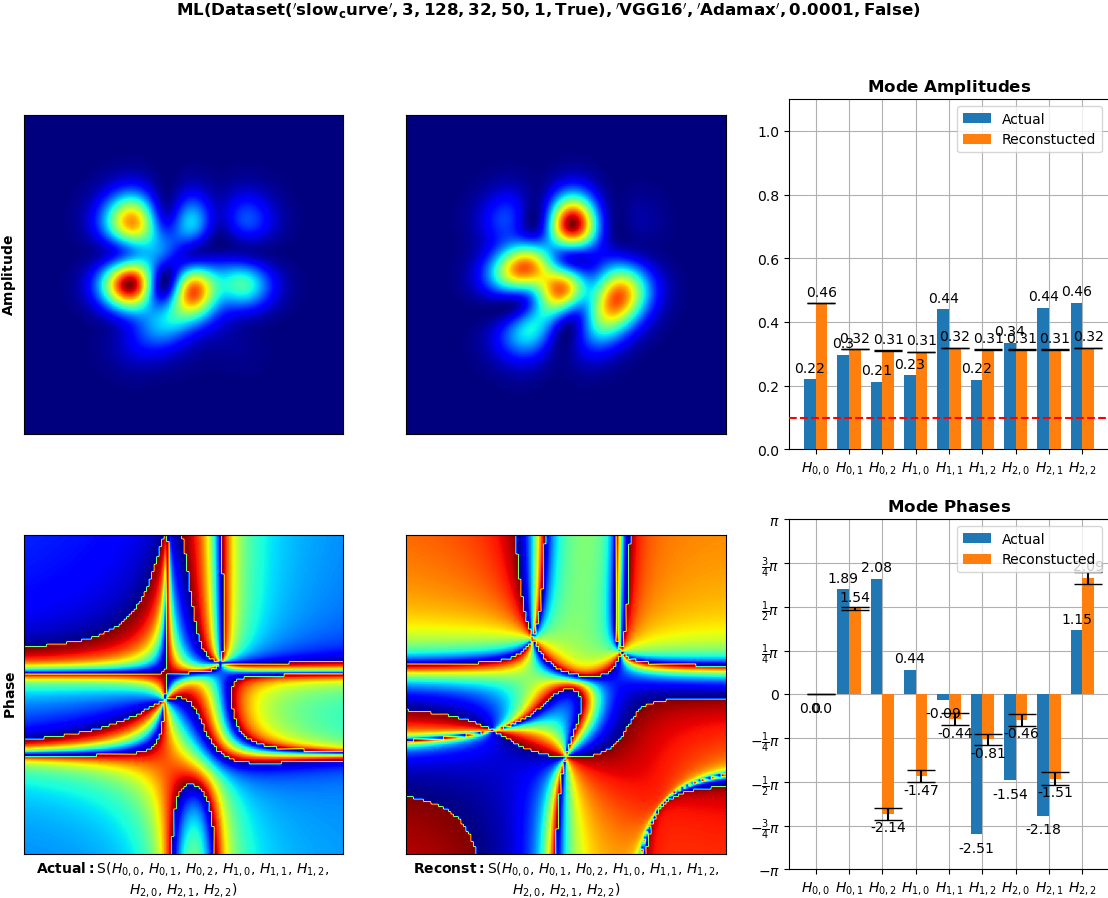 ML(Dataset('slow_curve', 3, 128, 32, 50, 1, True), 'VGG16', 'Adamax', 0.0001, False)
Amplitude
Mode Amplitudes
Actual
Reconstucted
1.0
0.8
0.6
0.4
0.2
0.0
0.22 0.46 0.3 0.32 0.21 0.31 0.23 0.31 0.44 0.32 0.22 0.31 0.34 0.31 0.44 0.31 0.46 0.32
H0,0 H0,1 H0,2 H1,0 H1,1 H1,2 H2,0 H2,1 H2,2
Phase
Actual: S(H0,0, H0,1, H0,2, H1,0, H1,1, H1,2,
H2,0, H2,1, H2,2)
Reconst: S(H0,0, H0,1, H0,2, H1,0, H1,1, H1,2,
H2,0, H2,1, H2,2)
Mode Phases
Actual
Reconstucted
π
3/4π
1/2π
1/4π
0
−1/4π
−1/2π
−3/4π
−π
0.0 0.0 1.89 1.54 2.08 -2.14 0.44 -1.47 -0.09 -0.44 -2.51 -0.81 -1.54 -0.46 -2.18 -1.51 1.15 2.09
H0,0 H0,1 H0,2 H1,0 H1,1 H1,2 H2,0 H2,1 H2,2